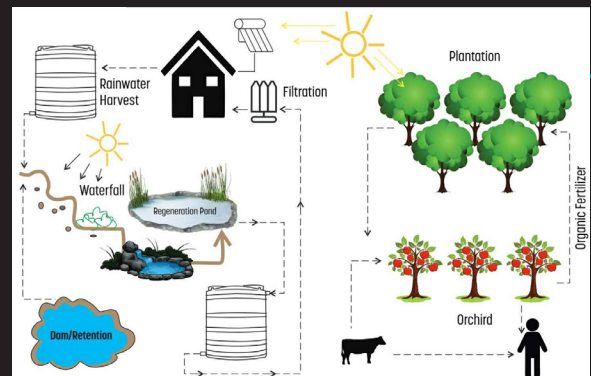 Plantation
Rainwater
Harvest
Filtration
Waterfall
Regeneration Pond
Organic Fertilizer
Dam/Retention
Orchird